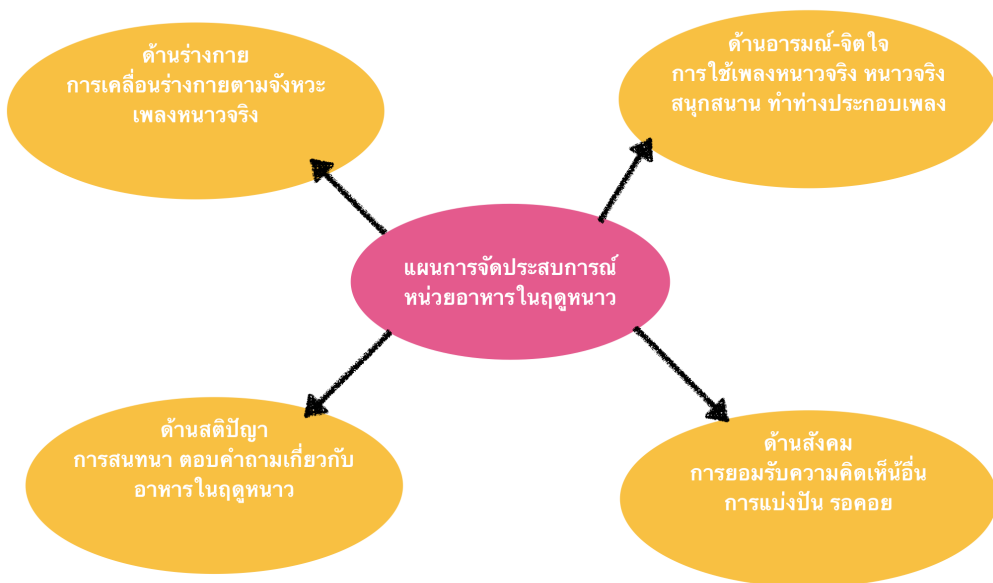 ด้านร่างกาย
การเคลื่อนร่างกายตามจังหวะ
เพลงหนาวจริง
ด้านอารมณ์-จิตใจ
การใช้เพลงหนาวจริง หนาวจริง
สนุกสนาน ทำท่างประกอบเพลง
แผนการจัดประสบการณ์
หน่วยอาหารในฤดูหนาว
ด้านสติปัญา
การสนทนา ตอบคำถามเกี่ยวกับ
อาหารในฤดูหนาว
ด้านสังคม
การยอมรับความคิดเห็น้อื่น
การแบ่งปัน รอคอย